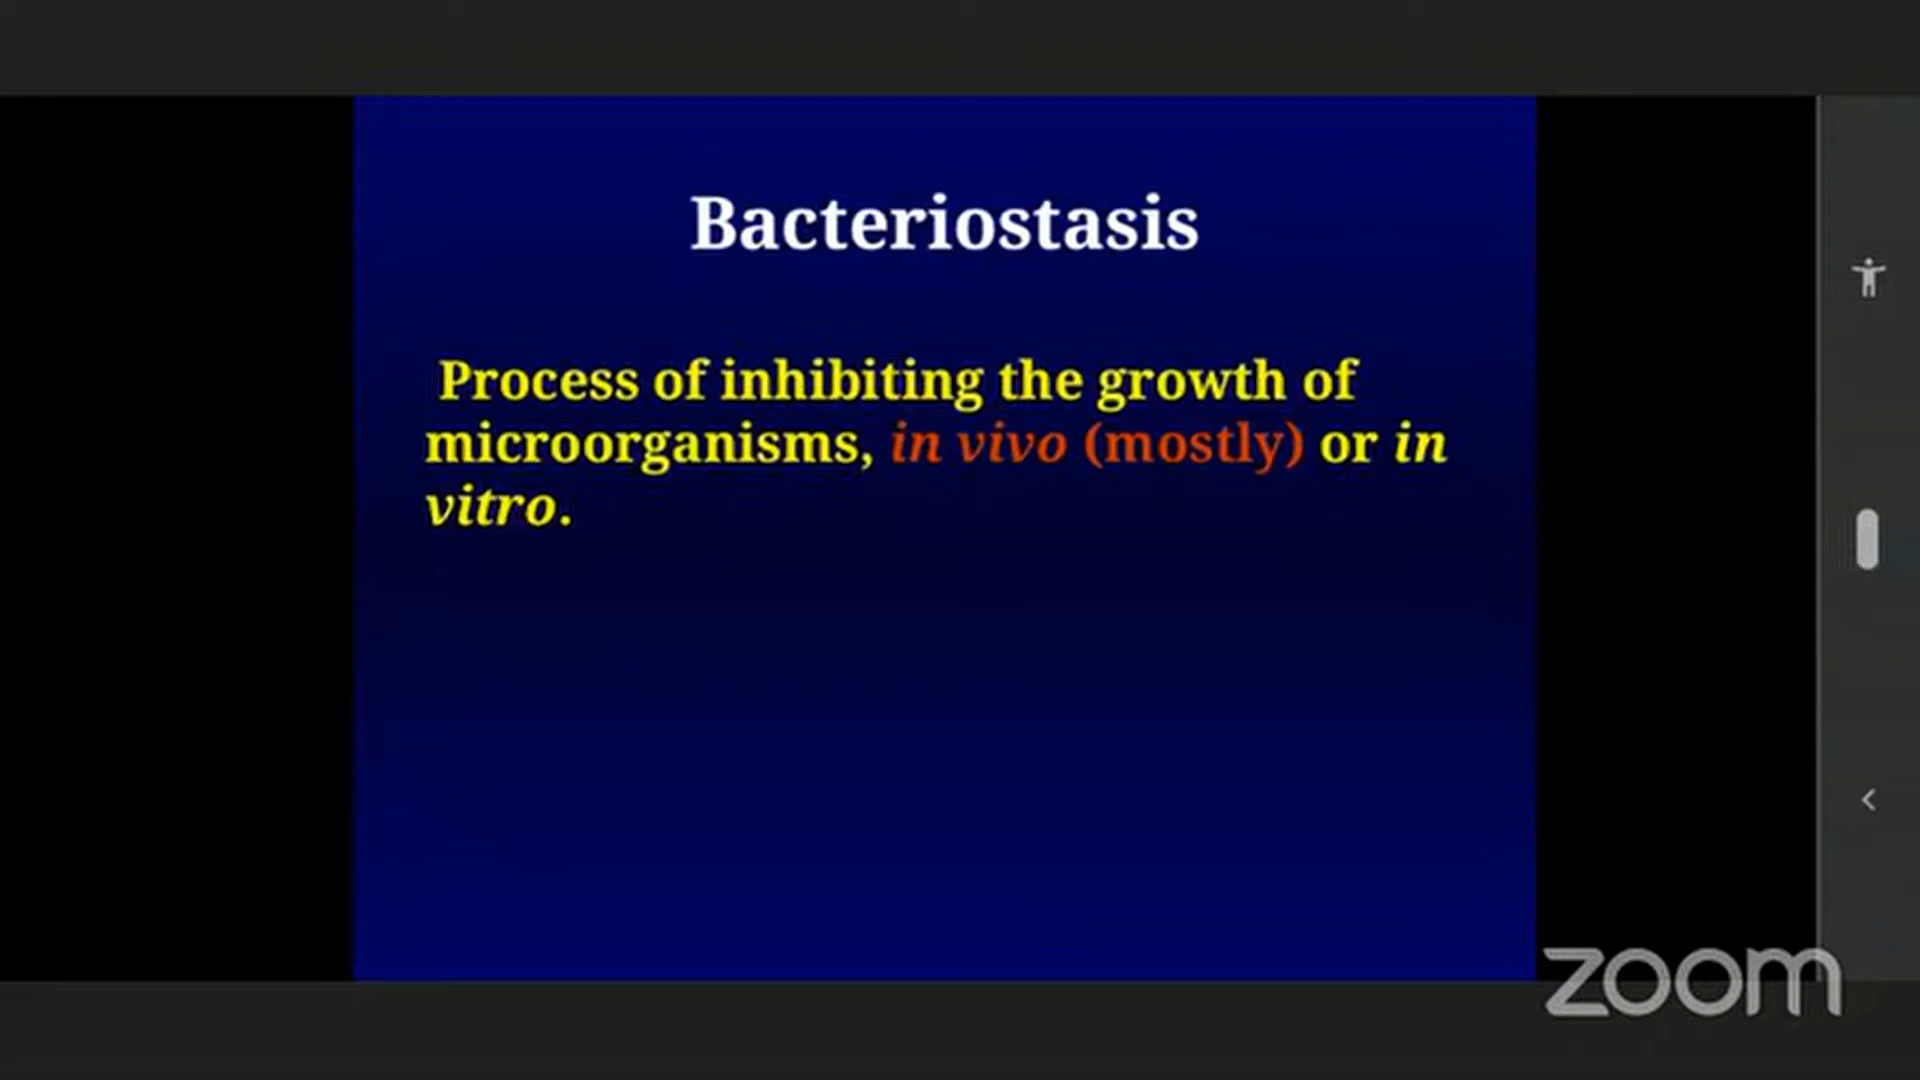 Bacteriostasis
Process of inhibiting the growth of
microorganisms, in vivo (mostly) or in
vitro.
zoom